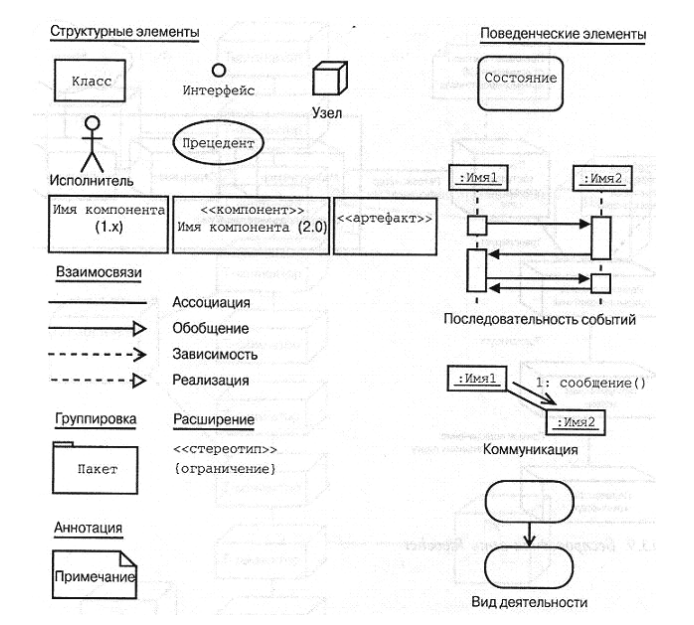 Структурные элементы
Класс
Интерфейс
Узел
Исполнитель
Прецедент
Имя компонента
(1.x)
<<компонент>>
Имя компонента (2.0)
<<артефакт>>
Взаимосвязи
Ассоциация
Обобщение
Зависимость
Реализация
Группировка
Пакет
Расширение
<<стереотип>>
{ограничение}
Аннотация
Примечание
Поведенческие элементы
Состояние
:Имя1
:Имя2
Последовательность событий
:Имя1
1: сообщение()
:Имя2
Коммуникация
Вид деятельности